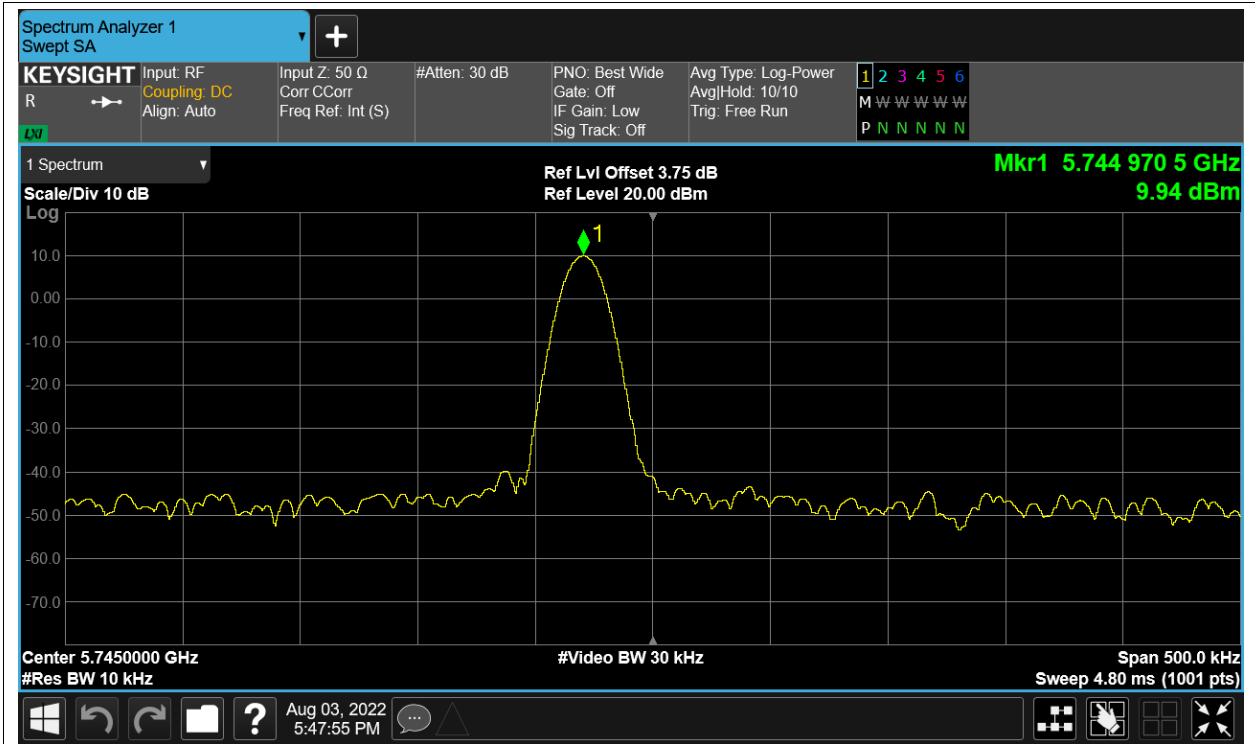 Spectrum Analyzer 1
Swept SA
KEYSIGHT
R
LXI
Input: RF
Coupling: DC
Align: Auto
Input Z: 50 Ω
Corr CCorr
Freq Ref: Int (S)
#Atten: 30 dB
PNO: Best Wide
Gate: Off
IF Gain: Low
Sig Track: Off
Avg Type: Log-Power
Avg|Hold: 10/10
Trig: Free Run
1 2 3 4 5 6
M W W W W W W
P N N N N N
1 Spectrum
Scale/Div 10 dB
Log
Ref Lvl Offset 3.75 dB
Ref Level 20.00 dBm
Mkr1 5.744 970 5 GHz
9.94 dBm
1
10.0
0.00
-10.0
-20.0
-30.0
-40.0
-50.0
-60.0
-70.0
Center 5.7450000 GHz
#Video BW 30 kHz
Span 500.0 kHz
#Res BW 10 kHz
Sweep 4.80 ms (1001 pts)
?
Aug 03, 2022
5:47:55 PM